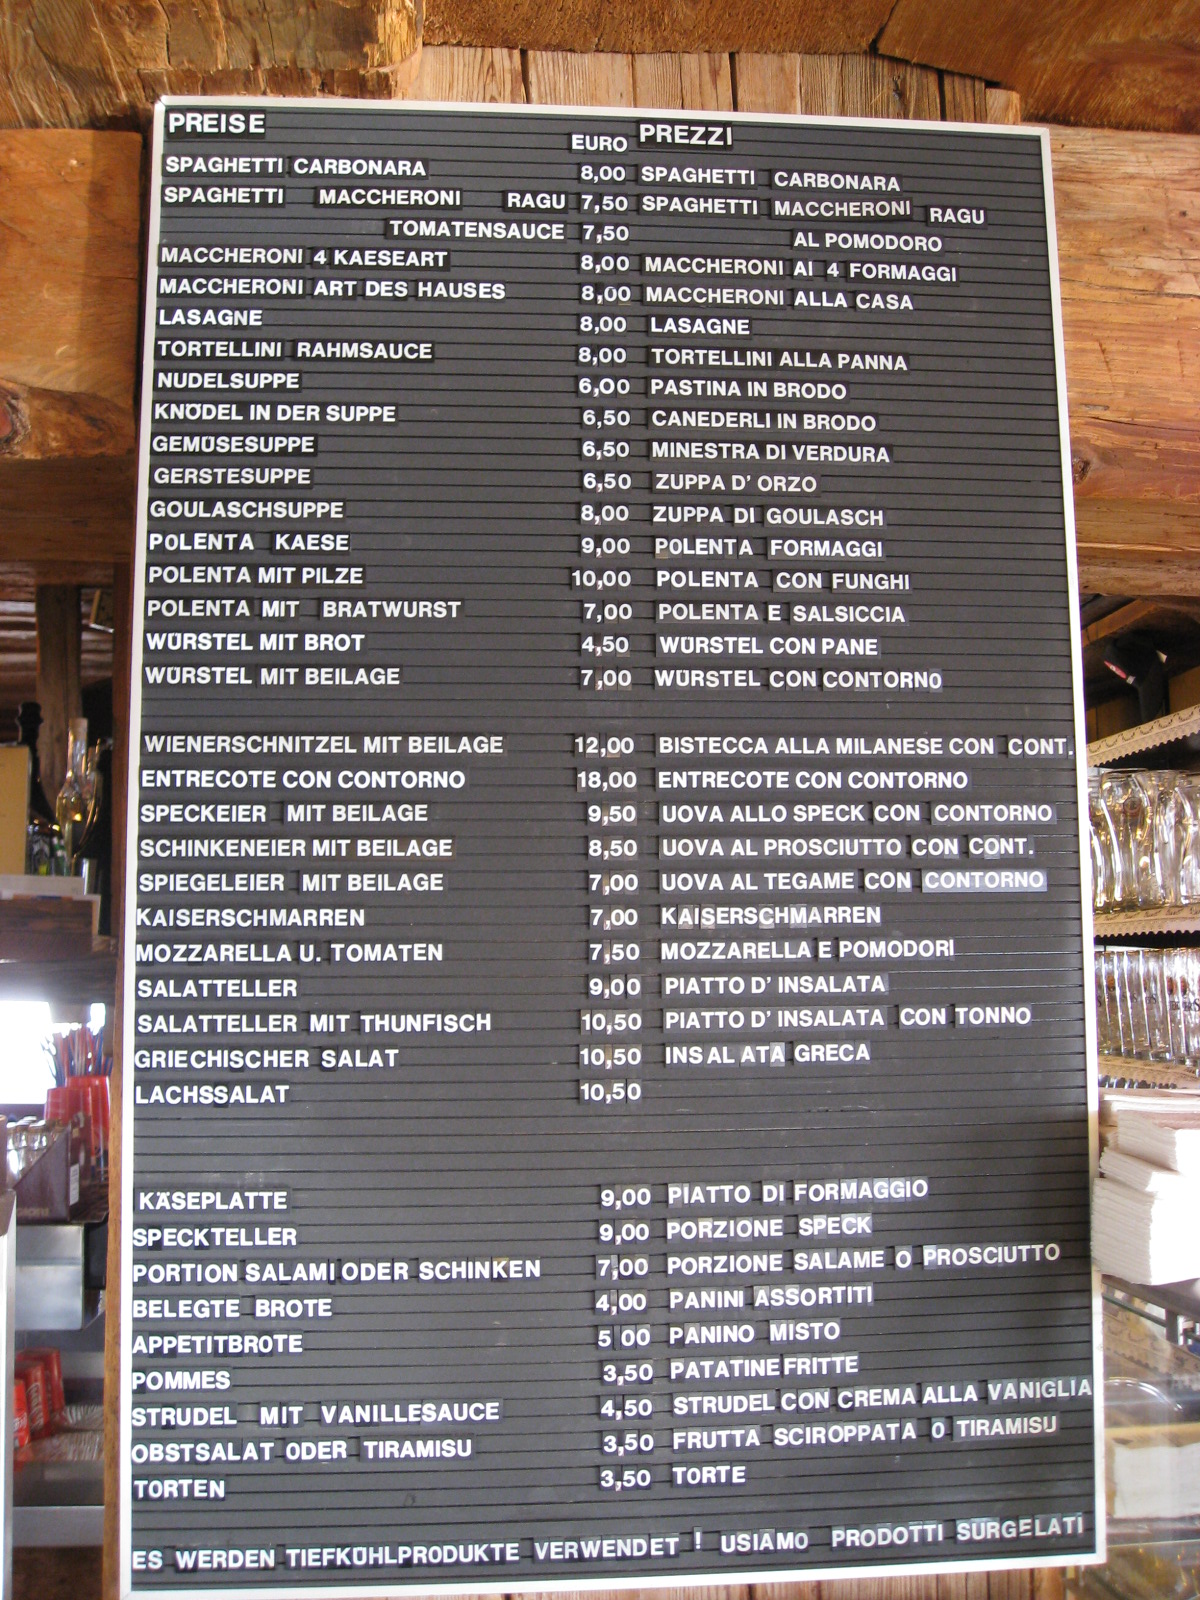 PREISE EURO PREZZI
SPAGHETTI CARBONARA 8,00 SPAGHETTI CARBONARA
SPAGHETTI MACCHERONI RAGU 7,50 SPAGHETTI MACCHERONI RAGU
TOMATENSAUCE 7,50 AL POMODORO
MACCHERONI 4 KAESEART 8,00 MACCHERONI AI 4 FORMAGGI
MACCHERONI ART DES HAUSES 8,00 MACCHERONI ALLA CASA
LASAGNE 8,00 LASAGNE
TORTELLINI RAHMSAUCE 8,00 TORTELLINI ALLA PANNA
NUDELSUPPE 6,00 PASTINA IN BRODO
KNÖDEL IN DER SUPPE 6,50 CANEDERLI IN BRODO
GEMÜSESUPPE 6,50 MINESTRA DI VERDURA
GERSTESUPPE 6,50 ZUPPA D' ORZO
GOULASCHSUPPE 8,00 ZUPPA DI GOULASCH
POLENTA KAESE 9,00 POLENTA FORMAGGI
POLENTA MIT PILZE 10,00 POLENTA CON FUNGHI
POLENTA MIT BRATWURST 7,00 POLENTA E SALSICCIA
WÜRSTEL MIT BROT 4,50 WÜRSTEL CON PANE
WÜRSTEL MIT BEILAGE 7,00 WÜRSTEL CON CONTORNO
WIENERSCHNITZEL MIT BEILAGE 12,00 BISTECCA ALLA MILANESE CON CONT.
ENTRECOTE CON CONTORNO 18,00 ENTRECOTE CON CONTORNO
SPECKEIER MIT BEILAGE 9,50 UOVA ALLO SPECK CON CONTORNO
SCHINKENEIER MIT BEILAGE 8,50 UOVA AL PROSCIUTTO CON CONT.
SPIEGELEIER MIT BEILAGE 7,00 UOVA AL TEGAME CON CONTORNO
KAISERSCHMARREN 7,00 KAISERSCHMARREN
MOZZARELLA U. TOMATEN 7,50 MOZZARELLA E POMODORI
SALATTELLER 9,00 PIATTO D' INSALATA
SALATTELLER MIT THUNFISCH 10,50 PIATTO D' INSALATA CON TONNO
GRIECHISCHER SALAT 10,50 INSALATA GRECA
LACHSSALAT 10,50
KÄSEPLATTE 9,00 PIATTO DI FORMAGGIO
SPECKTELLER 9,00 PORZIONE SPECK
PORTION SALAMI ODER SCHINKEN 7,00 PORZIONE SALAME O PROSCIUTTO
BELEGTE BROTE 4,00 PANINI ASSORTITI
APPETITBROTE 5 00 PANINO MISTO
POMMES 3,50 PATATINE FRITTE
STRUDEL MIT VANILLESAUCE 4,50 STRUDEL CON CREMA ALLA VANIGLIA
OBSTSALAT ODER TIRAMISU 3,50 FRUTTA SCIROPPATA O TIRAMISU
TORTEN 3,50 TORTE
ES WERDEN TIEFKÜHLPRODUKTE VERWENDET ! USIAMO PRODOTTI SURGELATI